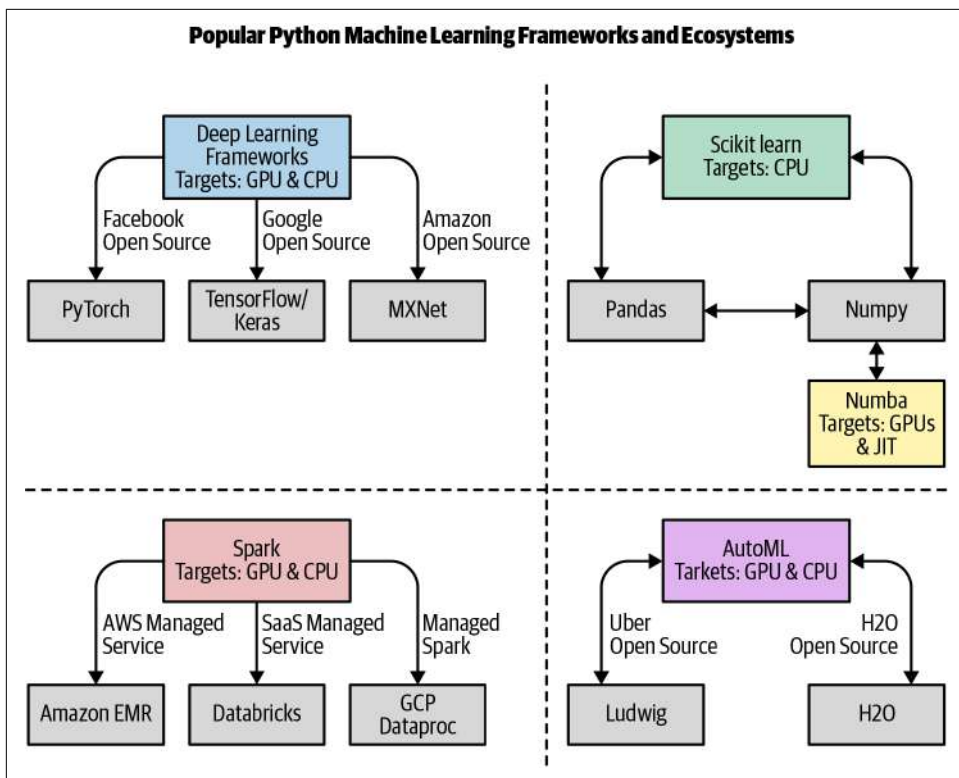 Popular Python Machine Learning Frameworks and Ecosystems
Deep Learning
Frameworks
Targets: GPU & CPU
Facebook
Open Source
Google
Open Source
Amazon
Open Source
PyTorch
TensorFlow/
Keras
MXNet
Scikit learn
Targets: CPU
Pandas
Numpy
Numba
Targets: GPUs
& JIT
Spark
Targets: GPU & CPU
AWS Managed
Service
SaaS Managed
Service
Managed
Spark
Amazon EMR
Databricks
GCP
Dataproc
AutoML
Tarkets: GPU & CPU
Uber
Open Source
H2O
Open Source
Ludwig
H2O